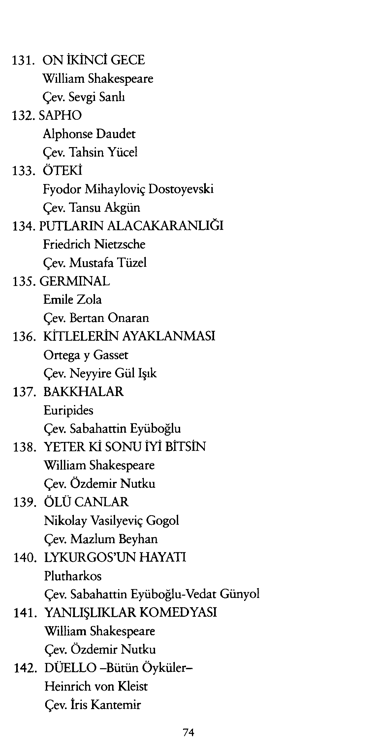 131. ON İKİNCİ GECE
William Shakespeare
Çev. Sevgi Sanlı
132. SAPHO
Alphonse Daudet
Çev. Tahsin Yücel
133. ÖTEKİ
Fyodor Mihayloviç Dostoyevski
Çev. Tansu Akgün
134. PUTLARIN ALACAKARANLIĞI
Friedrich Nietzsche
Çev. Mustafa Tüzel
135. GERMINAL
Emile Zola
Çev. Bertan Onaran
136. KİTLELERİN AYAKLANMASI
Ortega y Gasset
Çev. Neyyire Gül Işık
137. BAKKHALAR
Euripides
Çev. Sabahattin Eyüboğlu
138. YETER Kİ SONU İYİ BİTSİN
William Shakespeare
Çev. Özdemir Nutku
139. ÖLÜ CANLAR
Nikolay Vasilyeviç Gogol
Çev. Mazlum Beyhan
140. LYKURGOS'UN HAYATI
Plutharkos
Çev. Sabahattin Eyüboğlu-Vedat Günyol
141. YANLIŞLIKLAR KOMEDYASI
William Shakespeare
Çev. Özdemir Nutku
142. DÜELLO –Bütün Öyküler–
Heinrich von Kleist
Çev. İris Kantemir
74